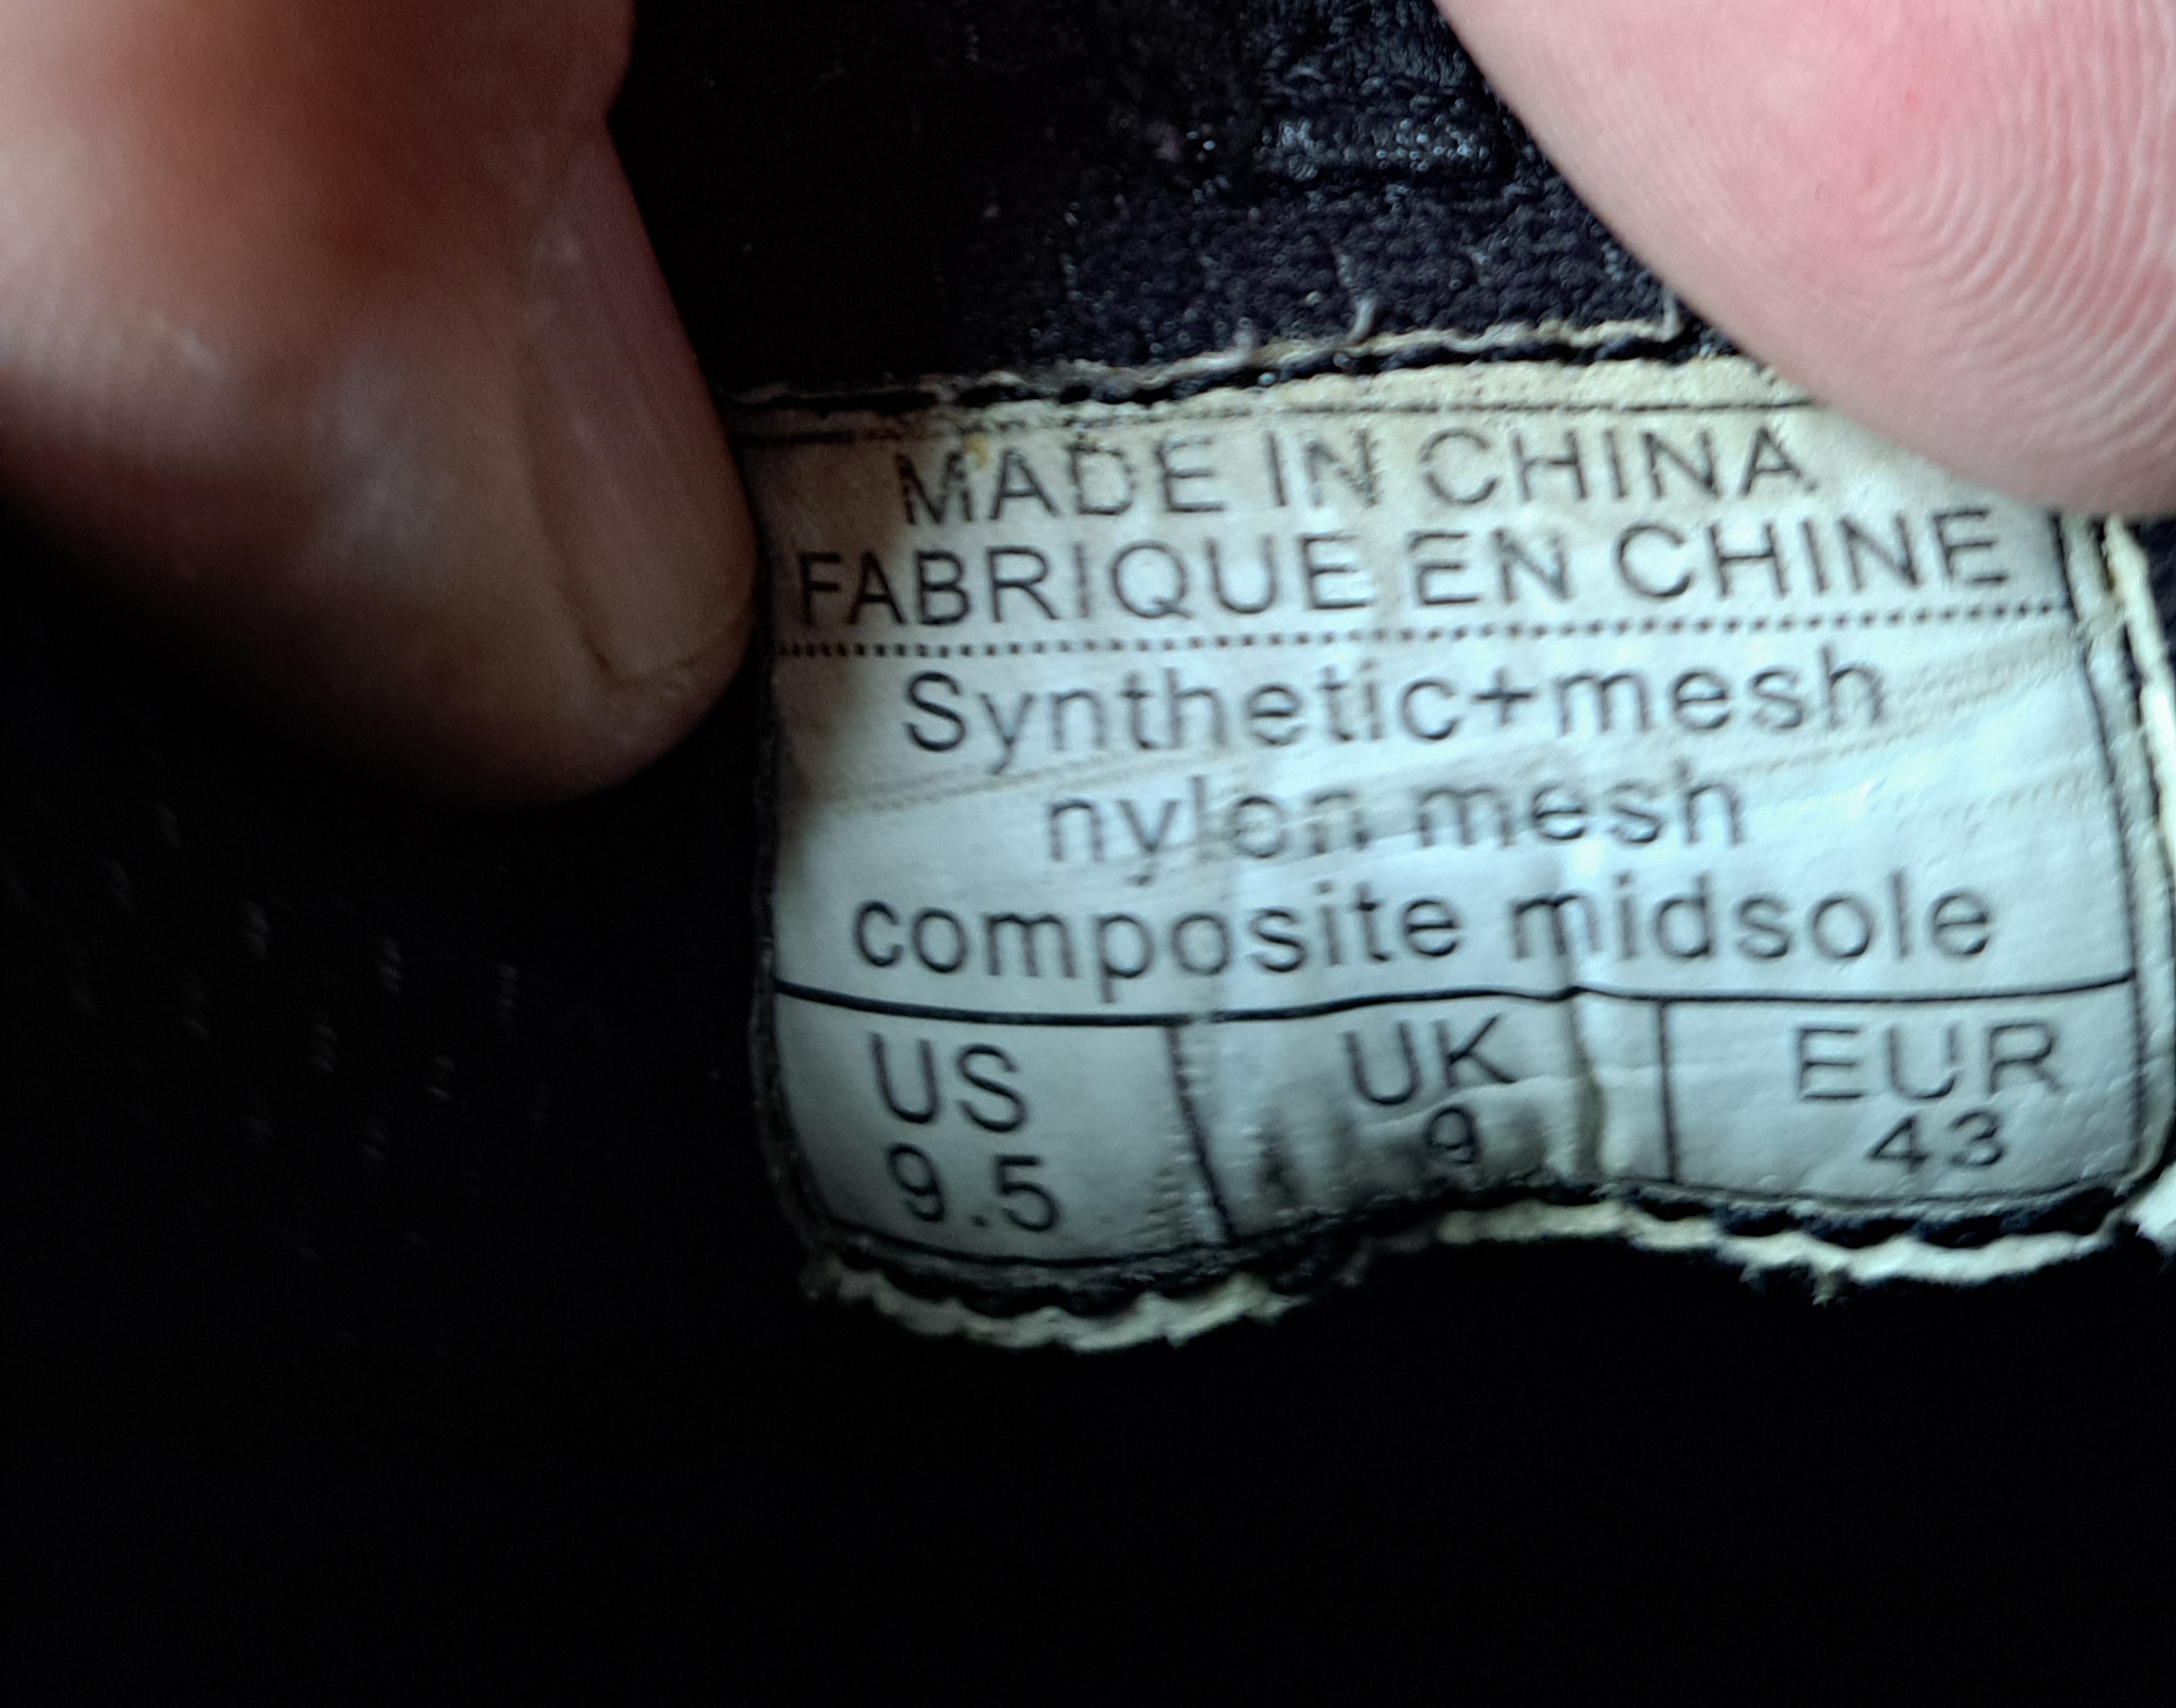 MADE IN CHINA
FABRIQUE EN CHINE
Synthetic+mesh
nylon mesh
composite midsole
US UK EUR
9.5 9 43